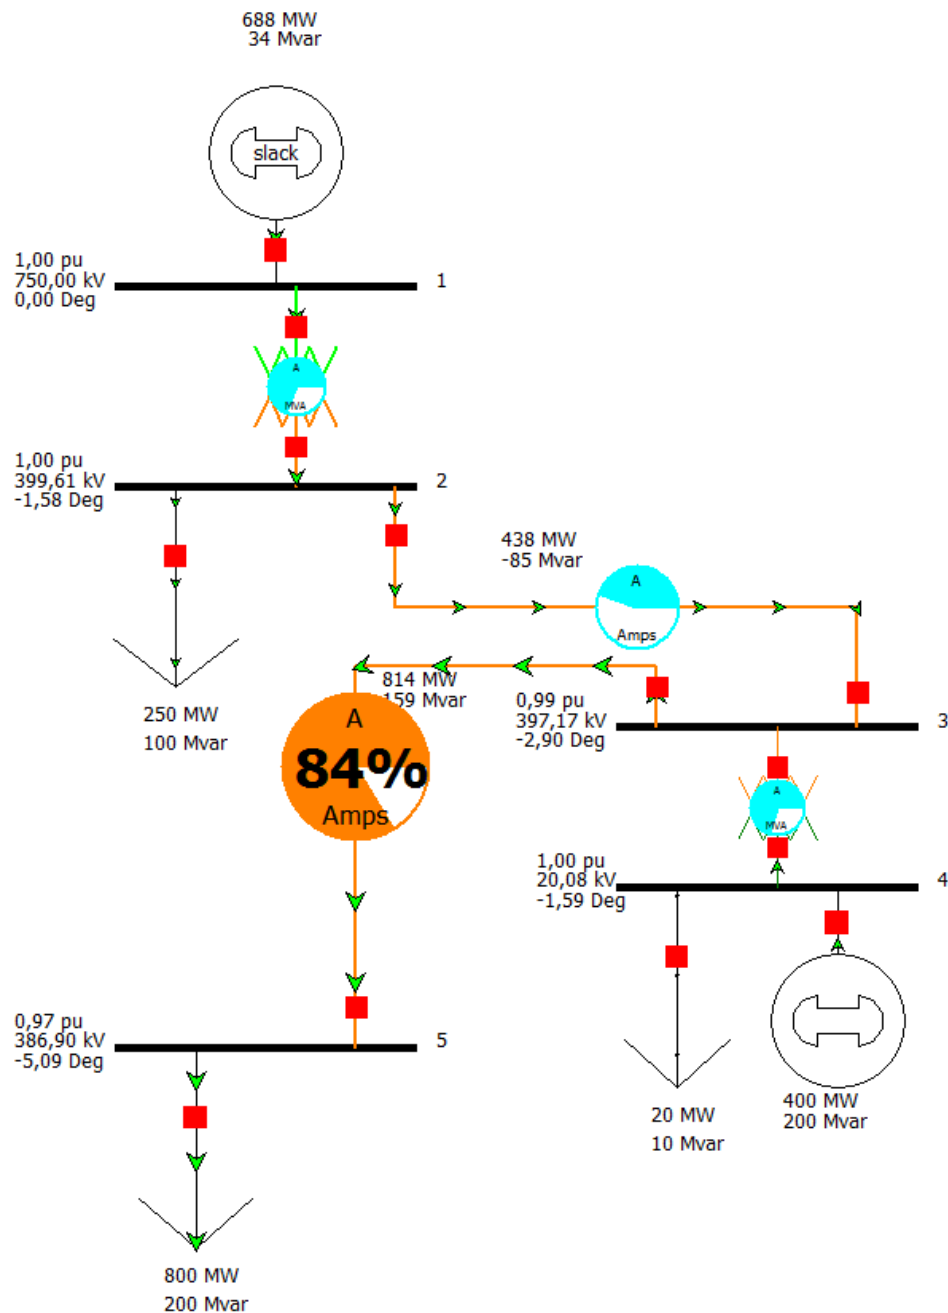 688 MW
34 Mvar
slack
1,00 pu
750,00 kV
0,00 Deg
1
A
MVA
1,00 pu
399,61 kV
-1,58 Deg
2
438 MW
-85 Mvar
A
Amps
250 MW
100 Mvar
814 MW
159 Mvar
A
84%
Amps
0,99 pu
397,17 kV
-2,90 Deg
3
A
MVA
1,00 pu
20,08 kV
-1,59 Deg
4
0,97 pu
386,90 kV
-5,09 Deg
5
20 MW
10 Mvar
400 MW
200 Mvar
800 MW
200 Mvar